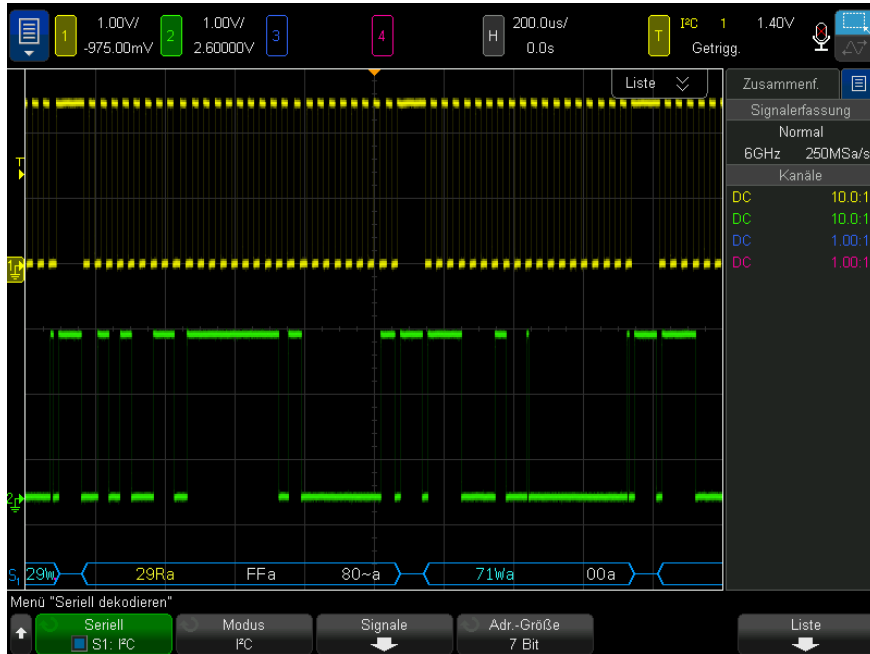 1 1.00V/ 2 1.00V/ 3 4 H 200.0us/ T I²C 1 1.40V
-975.00mV 2.60000V 0.0s Getrigg.
Liste Zusammenf.
Signalerfassung
Normal
6GHz 250MSa/s
Kanäle
DC 10.0:1
DC 10.0:1
DC 1.00:1
DC 1.00:1
T
1
2
S1 29W 29Ra FFa 80~a 71Wa 00a
Menü "Seriell dekodieren"
Seriell Modus Signale Adr.-Größe Liste
S1: I²C I²C 7 Bit